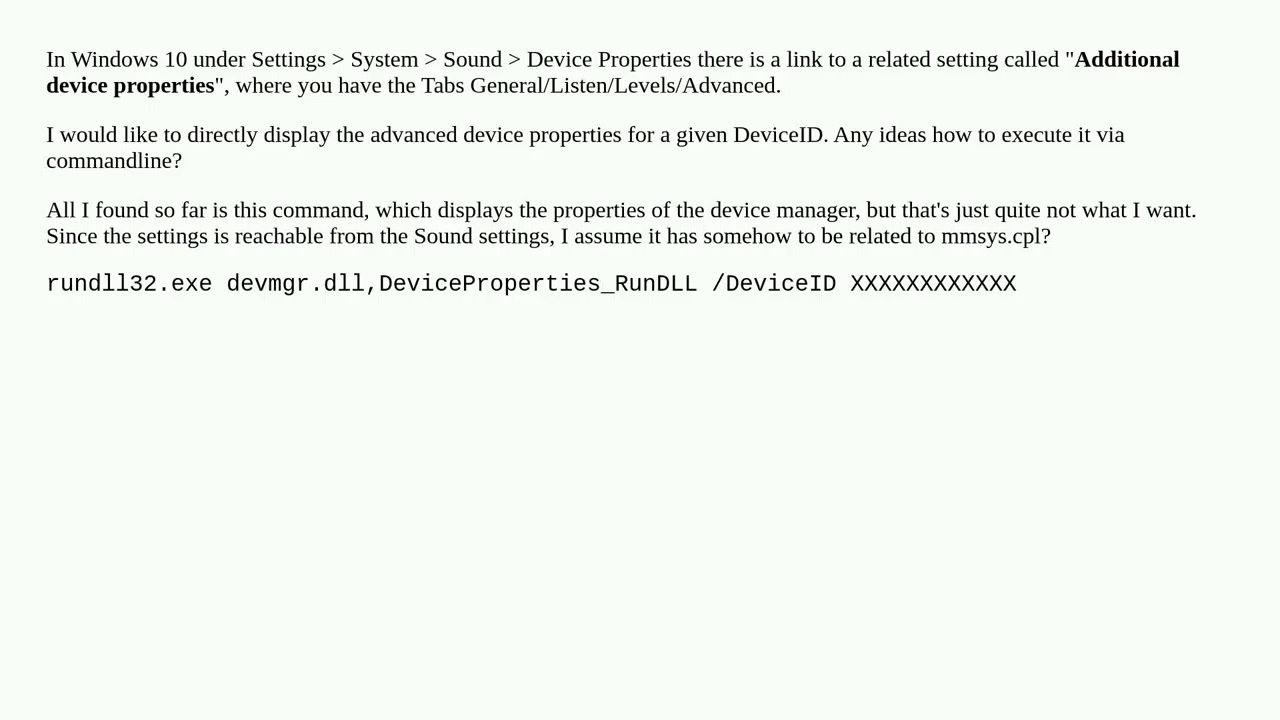 In Windows 10 under Settings > System > Sound > Device Properties there is a link to a related setting called "Additional
device properties", where you have the Tabs General/Listen/Levels/Advanced.
I would like to directly display the advanced device properties for a given DeviceID. Any ideas how to execute it via
commandline?
All I found so far is this command, which displays the properties of the device manager, but that's just quite not what I want.
Since the settings is reachable from the Sound settings, I assume it has somehow to be related to mmsys.cpl?
rundll32.exe devmgr.dll,DeviceProperties_RunDLL /DeviceID XXXXXXXXXXXX